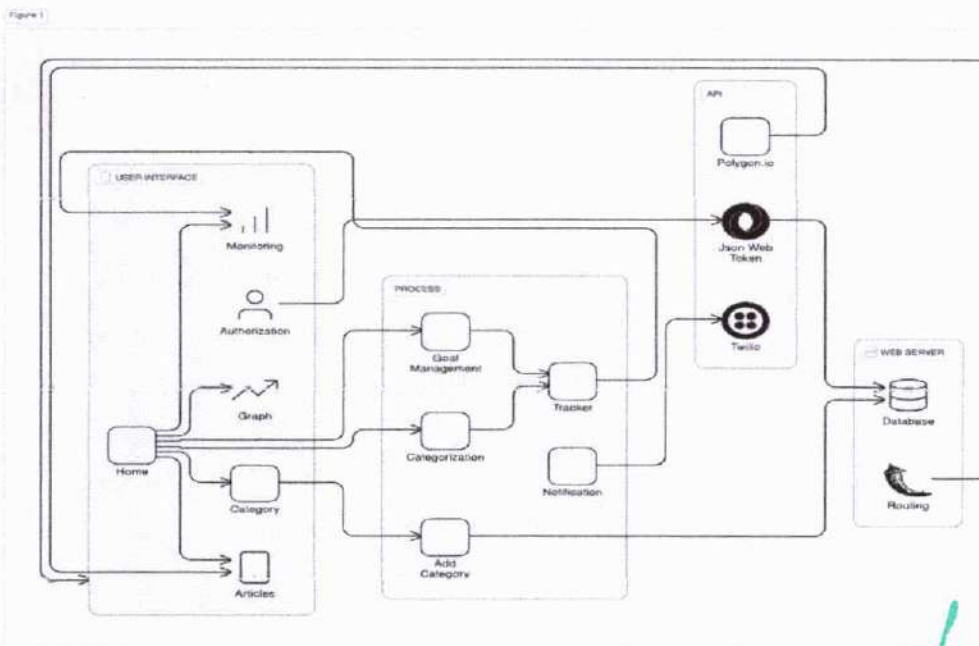 Figure 1
API
Polygon.io
USER INTERFACE
Monitoring
Json Web
Token
PROCESS
Authorization
Goal
Management
Twilio
WEB SERVER
Graph
Tracker
Database
Home
Categorization
Category
Notification
Routing
Add
Category
Articles